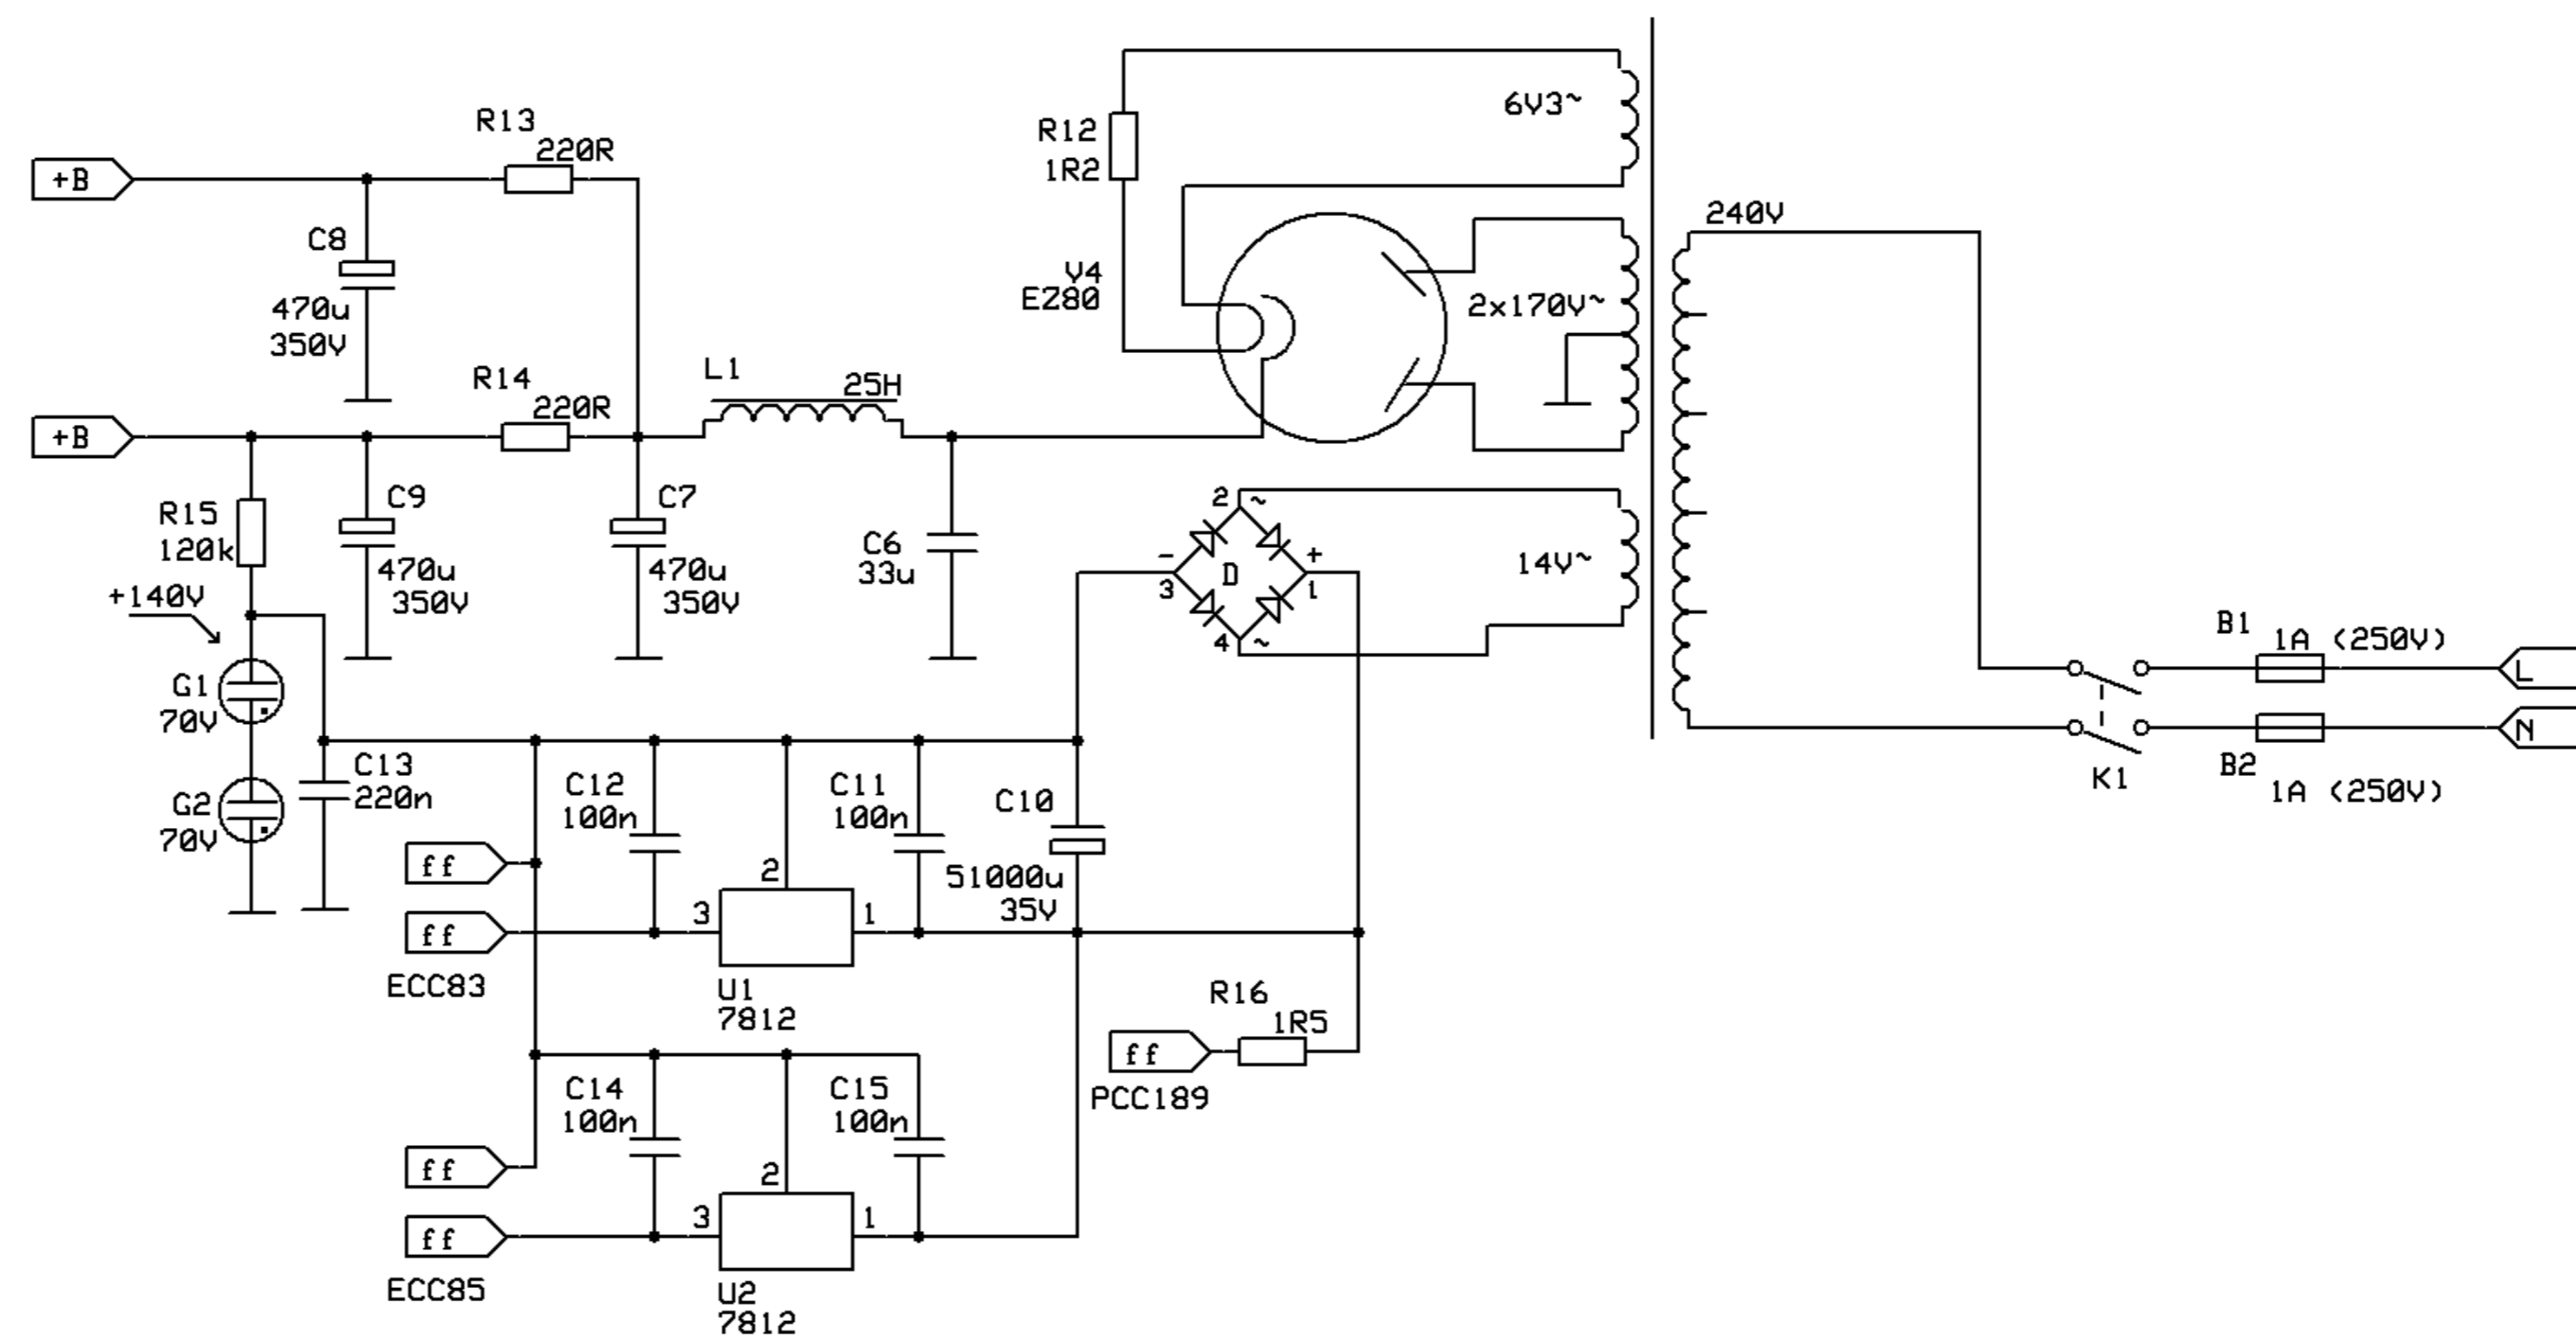 6V3~
R13
220R
+B
R12
1R2
240V
C8
470u
350V
V4
EZ80
2x170V~
L1
25H
R14
220R
+B
C9
470u
350V
C7
470u
350V
R15
120k
C6
33u
2
~
-
3
D
+
1
4
~
14V~
+140V
B1
1A (250V)
L
N
K1
B2
1A (250V)
G1
70V
G2
70V
C13
220n
C12
100n
C11
100n
C10
51000u
35V
ff
ff
ECC83
2
3
1
U1
7812
R16
1R5
ff
PCC189
C14
100n
C15
100n
ff
ff
ECC85
2
3
1
U2
7812